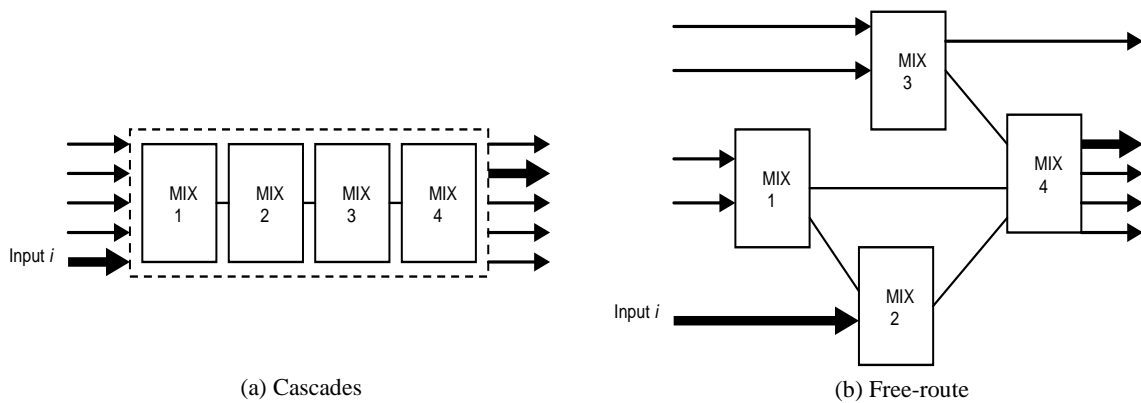 MIX
1
MIX
2
MIX
3
MIX
4
Input i
(a) Cascades
MIX
3
MIX
1
MIX
4
MIX
2
Input i
(b) Free-route